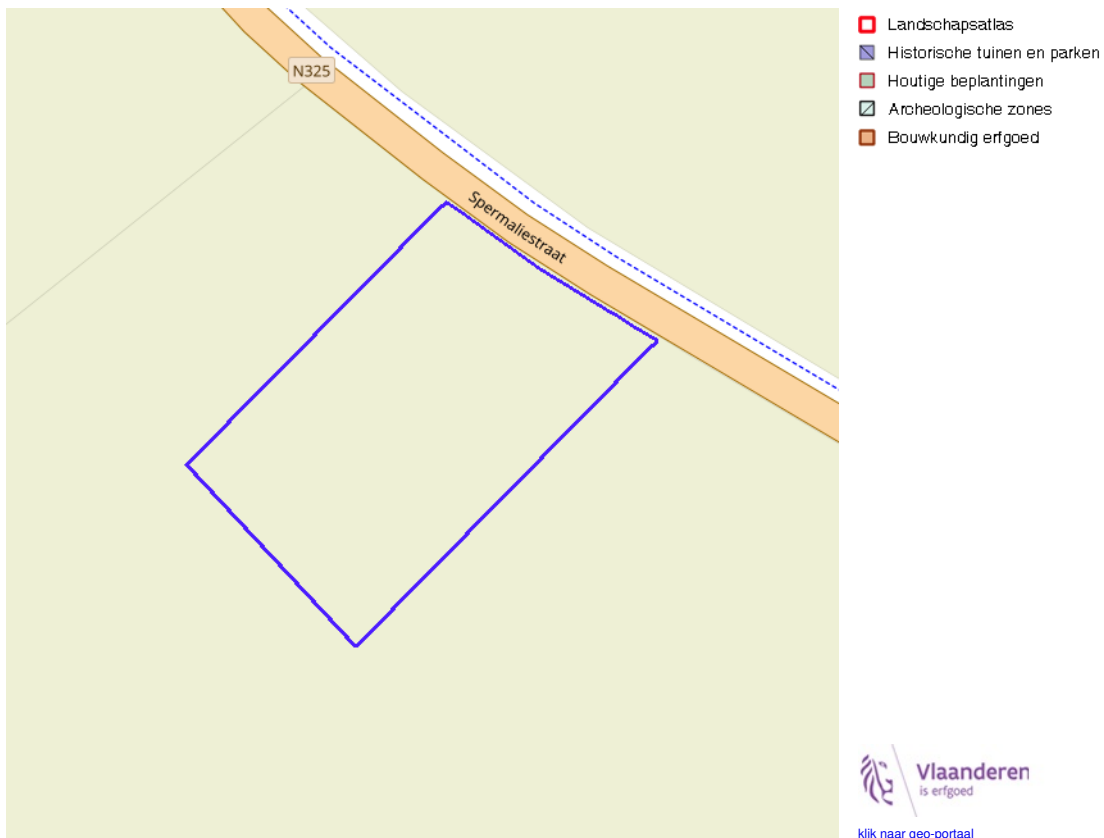 N325
Spermaliestraat
Landschapsatlas
Historische tuinen en parken
Houtige beplantingen
Archeologische zones
Bouwkundig erfgoed
Vlaanderen
is erfgoed
klik naar geo-portaal